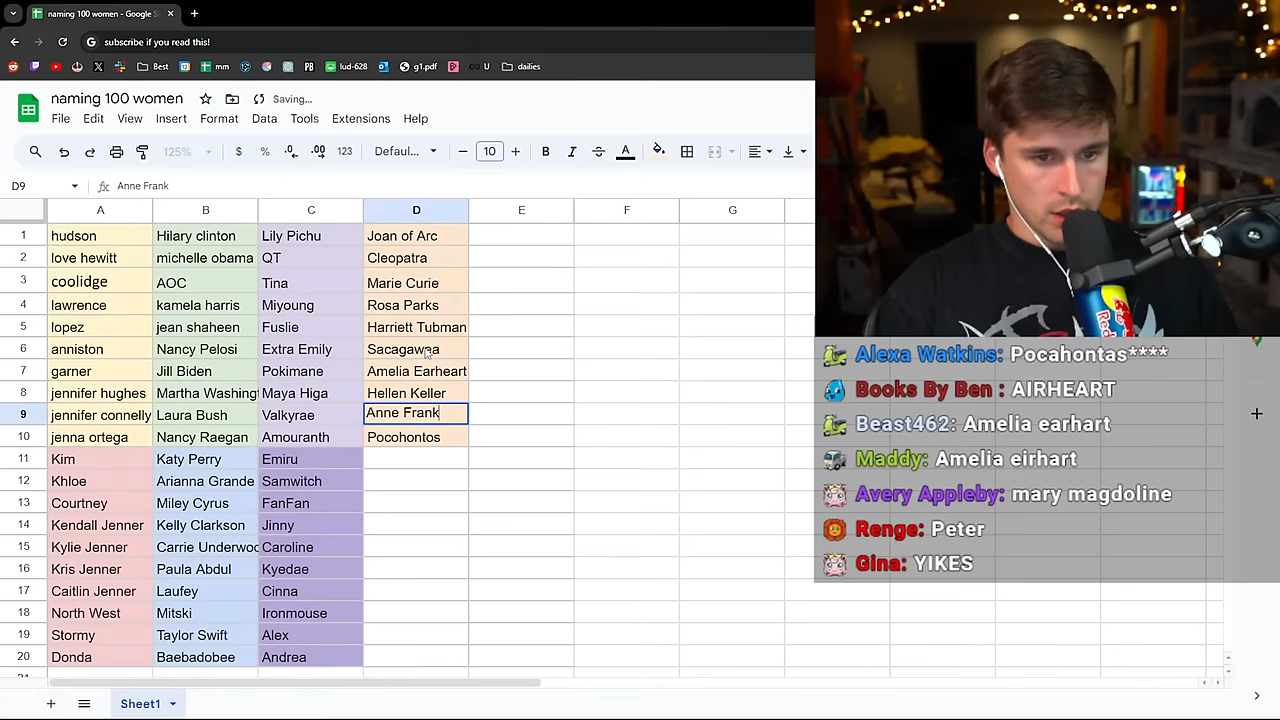 naming 100 women - Google S
subscribe if you read this!
Best
mm
PB
lud-628
g1.pdf
U
dailies
naming 100 women
Saving...
File Edit View Insert Format Data Tools Extensions Help
125% $ % .0 .00 123 Defaul... 10 B I A
D9 fx Anne Frank
A B C D E F G
1 hudson Hilary clinton Lily Pichu Joan of Arc
2 love hewitt michelle obama QT Cleopatra
3 coolidge AOC Tina Marie Curie
4 lawrence kamela harris Miyoung Rosa Parks
5 lopez jean shaheen Fuslie Harriett Tubman
6 anniston Nancy Pelosi Extra Emily Sacagawea
7 garner Jill Biden Pokimane Amelia Earheart
8 jennifer hughes Martha Washing Maya Higa Hellen Keller
9 jennifer connelly Laura Bush Valkyrae Anne Frank
10 jenna ortega Nancy Raegan Amouranth Pocohontos
11 Kim Katy Perry Emiru
12 Khloe Arianna Grande Samwitch
13 Courtney Miley Cyrus FanFan
14 Kendall Jenner Kelly Clarkson Jinny
15 Kylie Jenner Carrie Underwoo Caroline
16 Kris Jenner Paula Abdul Kyedae
17 Caitlin Jenner Laufey Cinna
18 North West Mitski Ironmouse
19 Stormy Taylor Swift Alex
20 Donda Baebadobee Andrea
Sheet1
Alexa Watkins: Pocahontas****
Books By Ben : AIRHEART
Beast462: Amelia earhart
Maddy: Amelia eirhart
Avery Appleby: mary magdoline
Renge: Peter
Gina: YIKES
Red